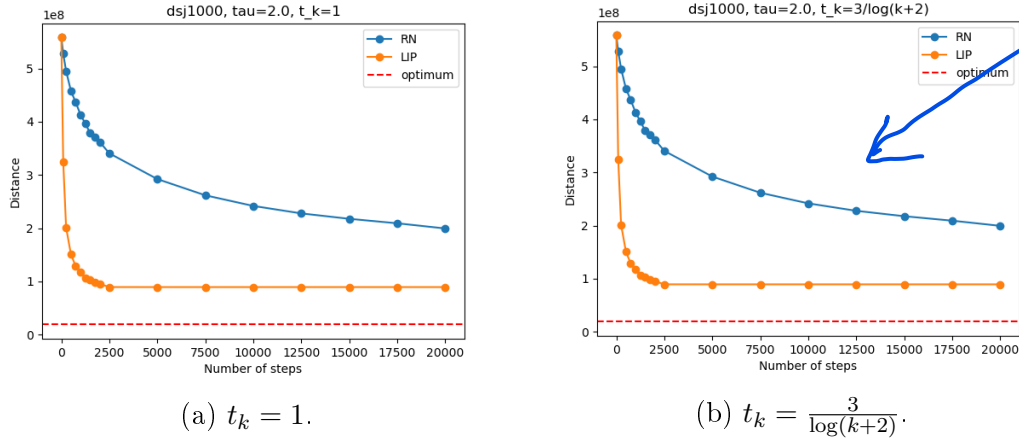 dsj1000, tau=2.0, t_k=1
1e8
RN
LIP
optimum
5
4
3
2
1
0
Distance
0 2500 5000 7500 10000 12500 15000 17500 20000
Number of steps
(a) t_k = 1.
dsj1000, tau=2.0, t_k=3/log(k+2)
1e8
RN
LIP
optimum
5
4
3
2
1
0
Distance
0 2500 5000 7500 10000 12500 15000 17500 20000
Number of steps
(b) t_k = 3/log(k+2).